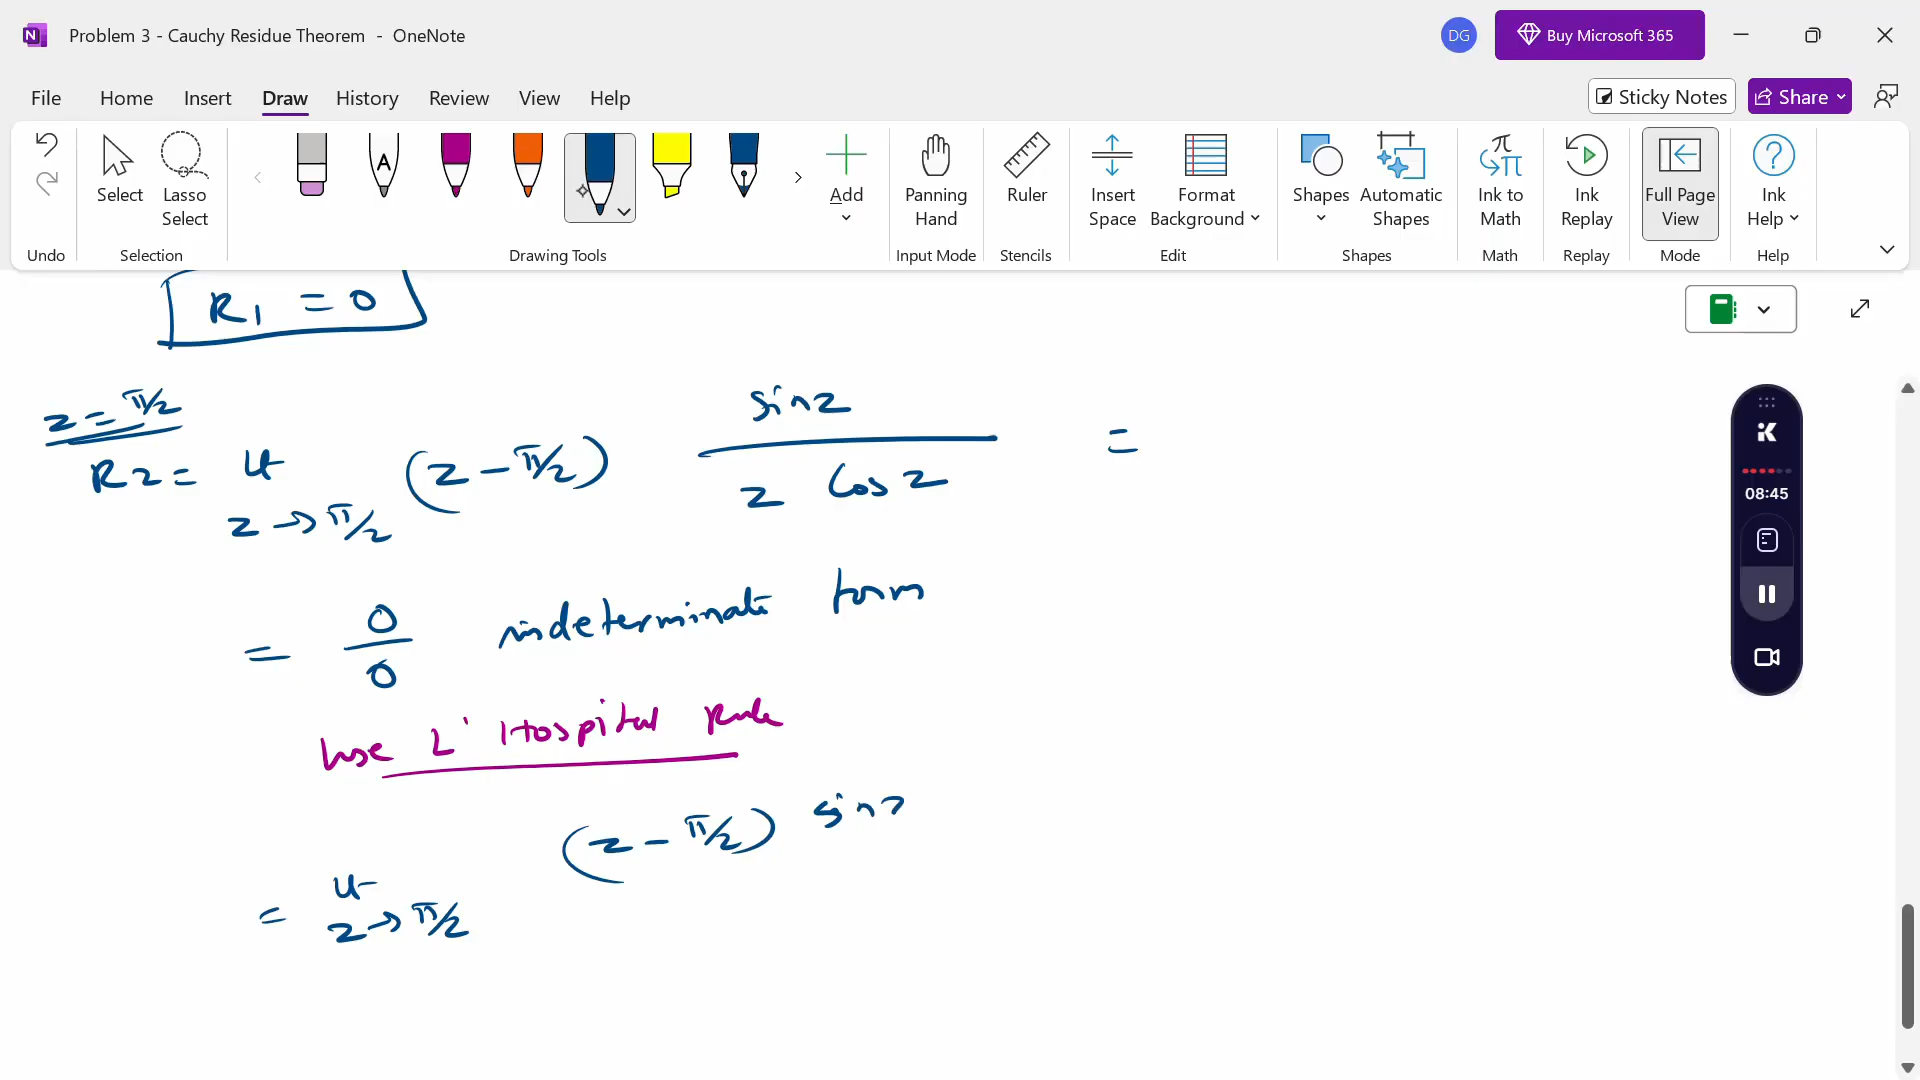 Problem 3 - Cauchy Residue Theorem - OneNote
DG
Buy Microsoft 365
File Home Insert Draw History Review View Help
Sticky Notes
Share
Select
Lasso Select
A
Add
Panning Hand
Ruler
Insert Space
Format Background
Shapes
Automatic Shapes
Ink to Math
Ink Replay
Full Page View
Ink Help
Undo Selection Drawing Tools Input Mode Stencils Edit Shapes Math Replay Mode Help
R1 = 0
z = π/2
R2 = Lt z→π/2 (z - π/2) sin z / z cos z =
= 0/0 indeterminate form
Use L' Hospital Rule
= Lt z→π/2 (z - π/2) sin z
08:45